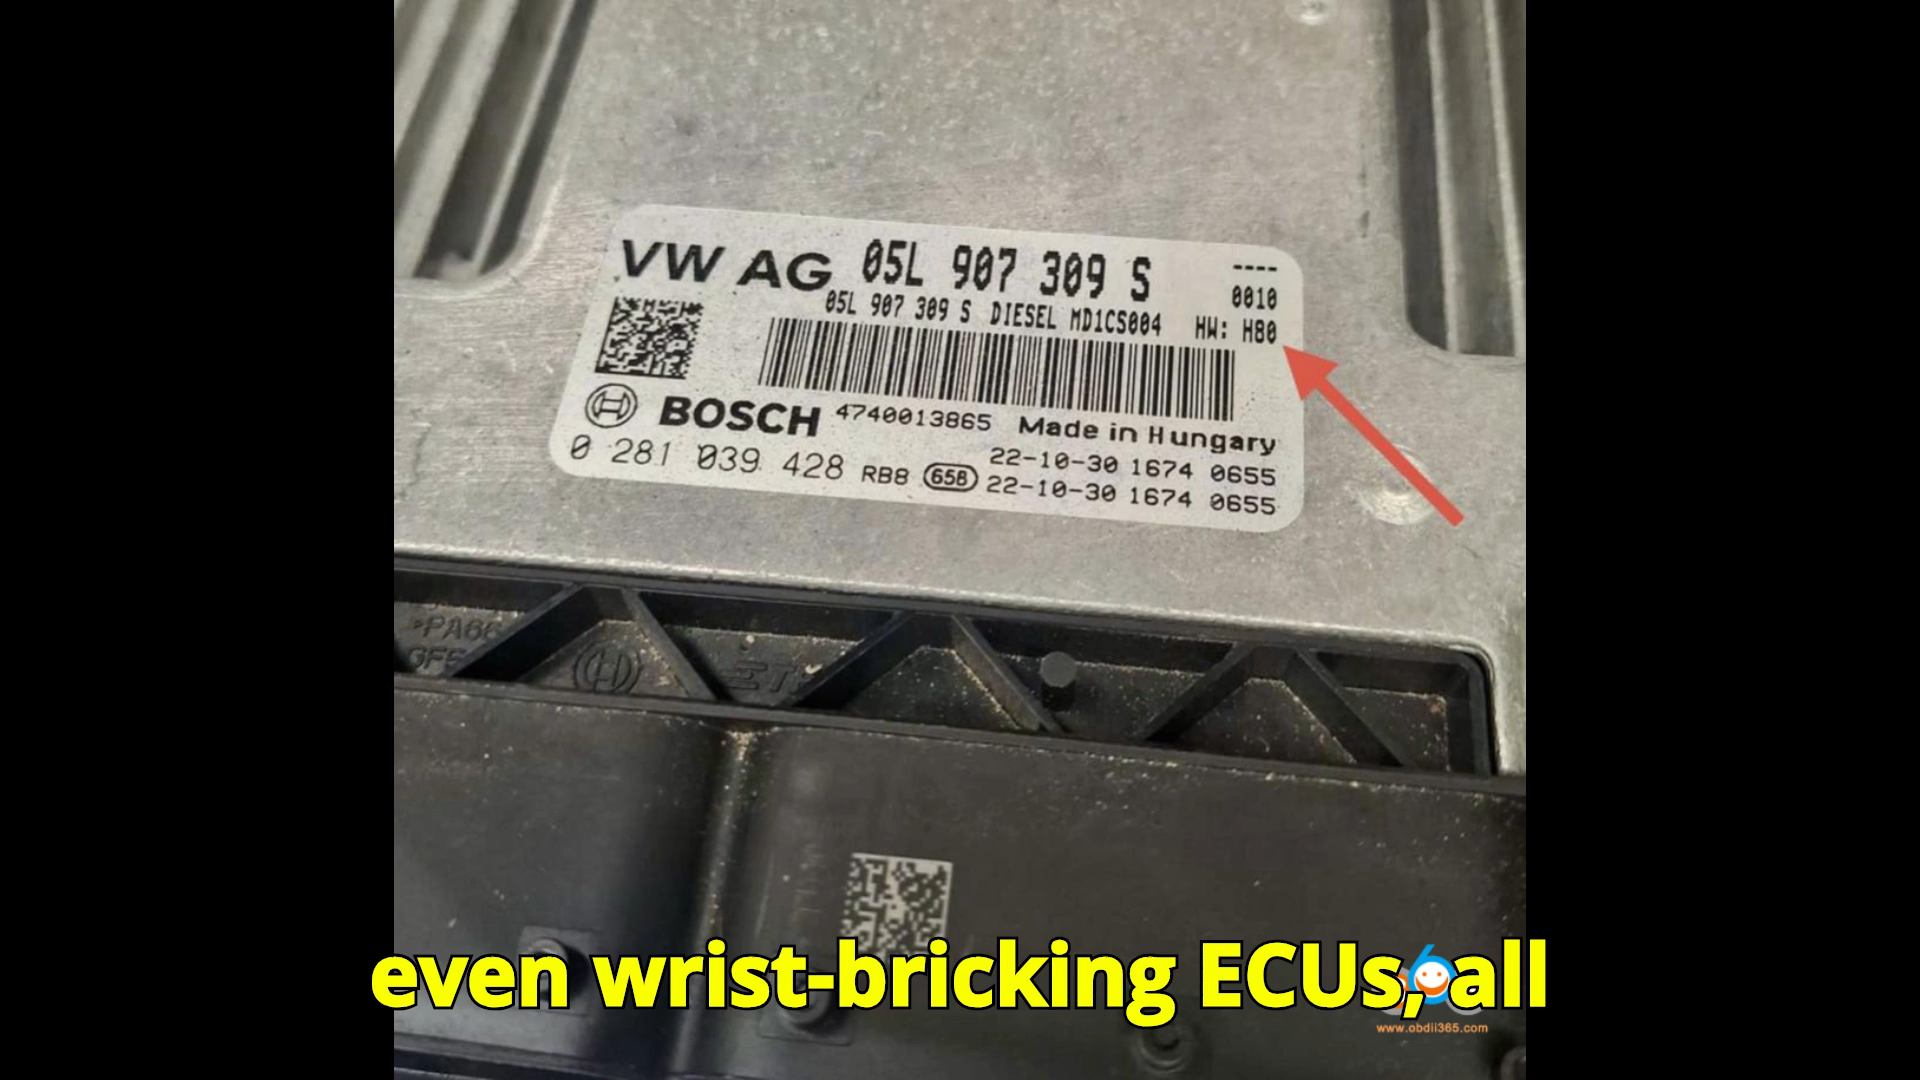 VW AG 05L 907 309 S ----
0010
05L 907 309 S DIESEL MD1CS004 HW: H80
BOSCH 4740013865 Made in Hungary
0 281 039 428 RB8 658 22-10-30 1674 0655
22-10-30 1674 0655
>PA66
even wrist-bricking ECUs, all
www.obdii365.com